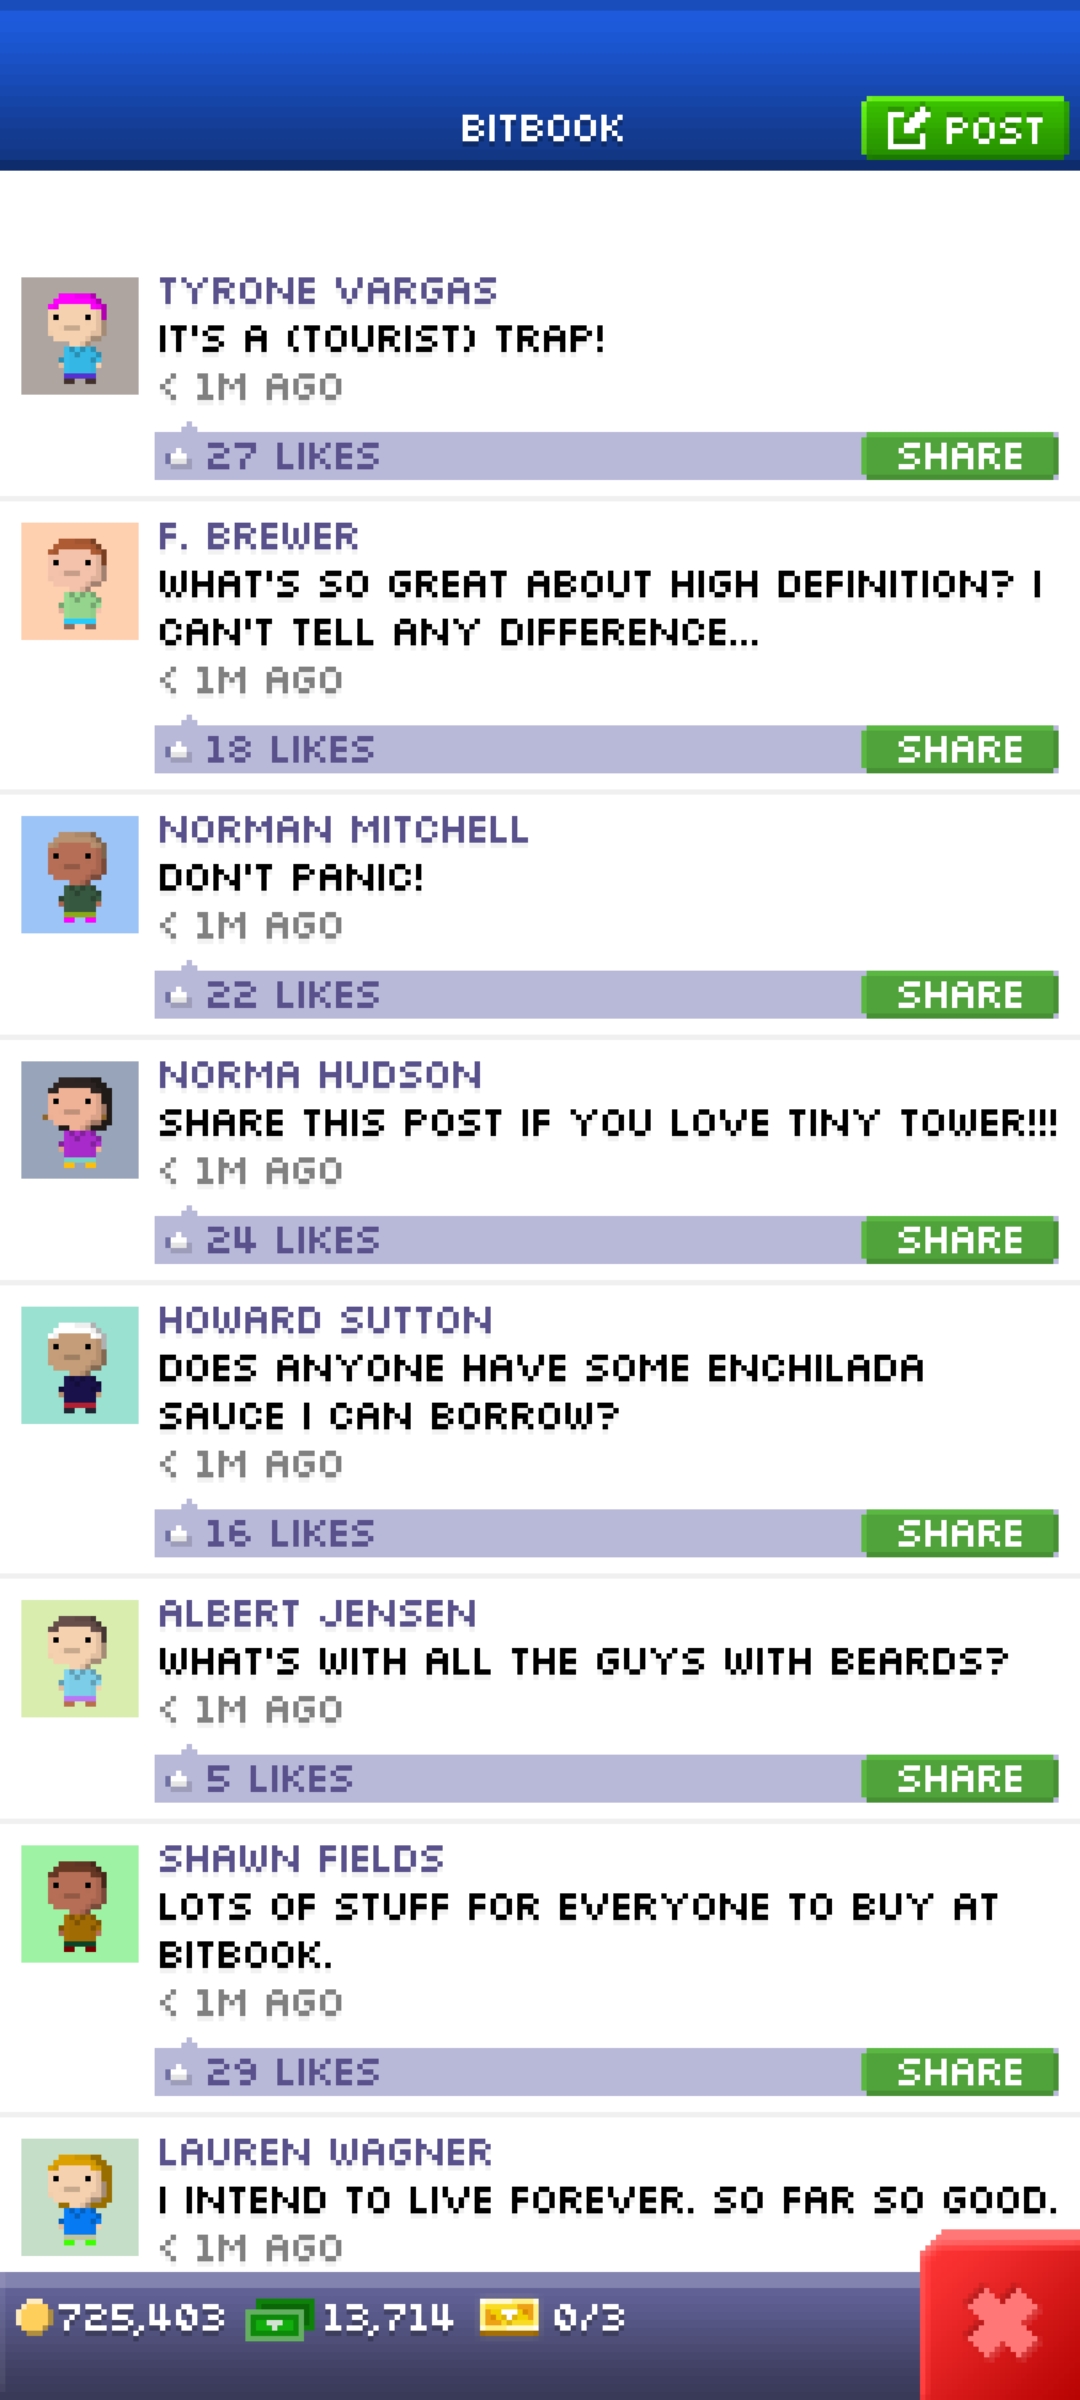 BITBOOK
POST
TYRONE VARGAS
IT'S A (TOURIST) TRAP!
< 1M AGO
27 LIKES
SHARE
F. BREWER
WHAT'S SO GREAT ABOUT HIGH DEFINITION? I
CAN'T TELL ANY DIFFERENCE...
< 1M AGO
18 LIKES
SHARE
NORMAN MITCHELL
DON'T PANIC!
< 1M AGO
22 LIKES
SHARE
NORMA HUDSON
SHARE THIS POST IF YOU LOVE TINY TOWER!!!
< 1M AGO
24 LIKES
SHARE
HOWARD SUTTON
DOES ANYONE HAVE SOME ENCHILADA
SAUCE I CAN BORROW?
< 1M AGO
16 LIKES
SHARE
ALBERT JENSEN
WHAT'S WITH ALL THE GUYS WITH BEARDS?
< 1M AGO
5 LIKES
SHARE
SHAWN FIELDS
LOTS OF STUFF FOR EVERYONE TO BUY AT
BITBOOK.
< 1M AGO
29 LIKES
SHARE
LAUREN WAGNER
I INTEND TO LIVE FOREVER. SO FAR SO GOOD.
< 1M AGO
725,403 13,714 0/3